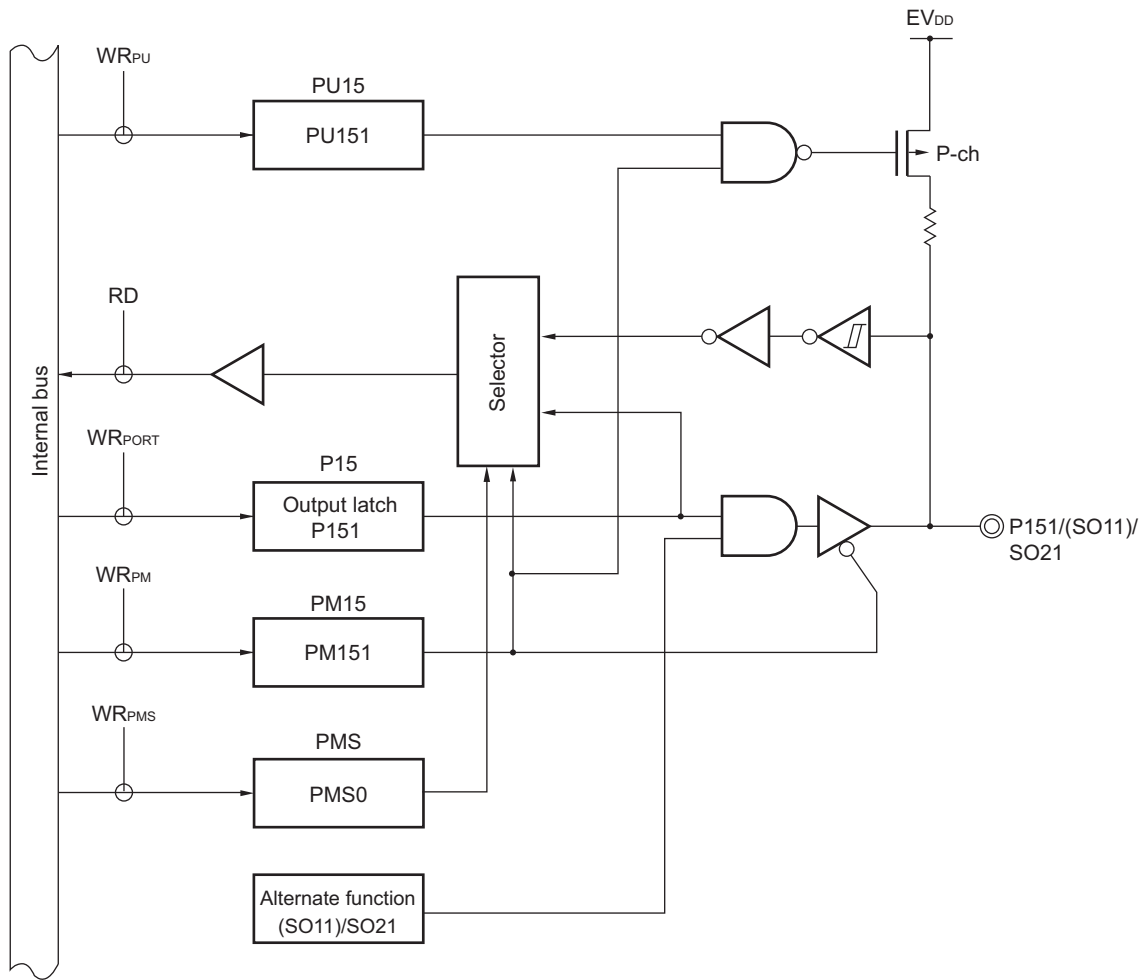 EVDD
WRPU
PU15
PU151
P-ch
RD
Selector
Internal bus
WRPORT
P15
Output latch
P151
P151/(SO11)/
SO21
WRPM
PM15
PM151
WRPMS
PMS
PMS0
Alternate function
(SO11)/SO21